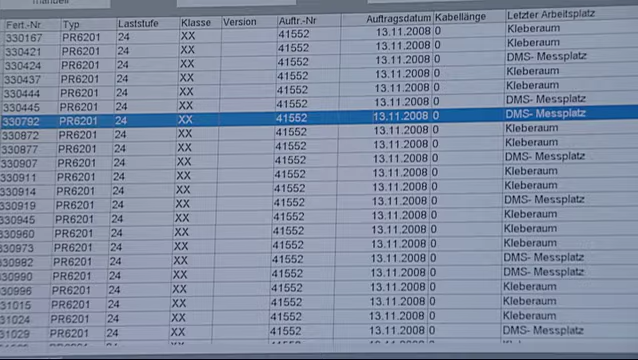 manuell
Fert.-Nr Typ Laststufe Klasse Version Auftr.-Nr Auftragsdatum Kabellänge Letzter Arbeitsplatz
330167 PR6201 24 XX 41552 13.11.2008 0 Kleberaum
330421 PR6201 24 XX 41552 13.11.2008 0 Kleberaum
330424 PR6201 24 XX 41552 13.11.2008 0 DMS- Messplatz
330437 PR6201 24 XX 41552 13.11.2008 0 Kleberaum
330444 PR6201 24 XX 41552 13.11.2008 0 Kleberaum
330445 PR6201 24 XX 41552 13.11.2008 0 DMS- Messplatz
330792 PR6201 24 XX 41552 13.11.2008 0 DMS- Messplatz
330872 PR6201 24 XX 41552 13.11.2008 0 Kleberaum
330877 PR6201 24 XX 41552 13.11.2008 0 Kleberaum
330907 PR6201 24 XX 41552 13.11.2008 0 DMS- Messplatz
330911 PR6201 24 XX 41552 13.11.2008 0 Kleberaum
330914 PR6201 24 XX 41552 13.11.2008 0 Kleberaum
330919 PR6201 24 XX 41552 13.11.2008 0 DMS- Messplatz
330945 PR6201 24 XX 41552 13.11.2008 0 Kleberaum
330960 PR6201 24 XX 41552 13.11.2008 0 Kleberaum
330973 PR6201 24 XX 41552 13.11.2008 0 Kleberaum
330982 PR6201 24 XX 41552 13.11.2008 0 DMS- Messplatz
330990 PR6201 24 XX 41552 13.11.2008 0 DMS- Messplatz
330996 PR6201 24 XX 41552 13.11.2008 0 Kleberaum
31015 PR6201 24 XX 41552 13.11.2008 0 Kleberaum
31024 PR6201 24 XX 41552 13.11.2008 0 Kleberaum
31029 PR6201 24 XX 41552 13.11.2008 0 DMS- Messplatz